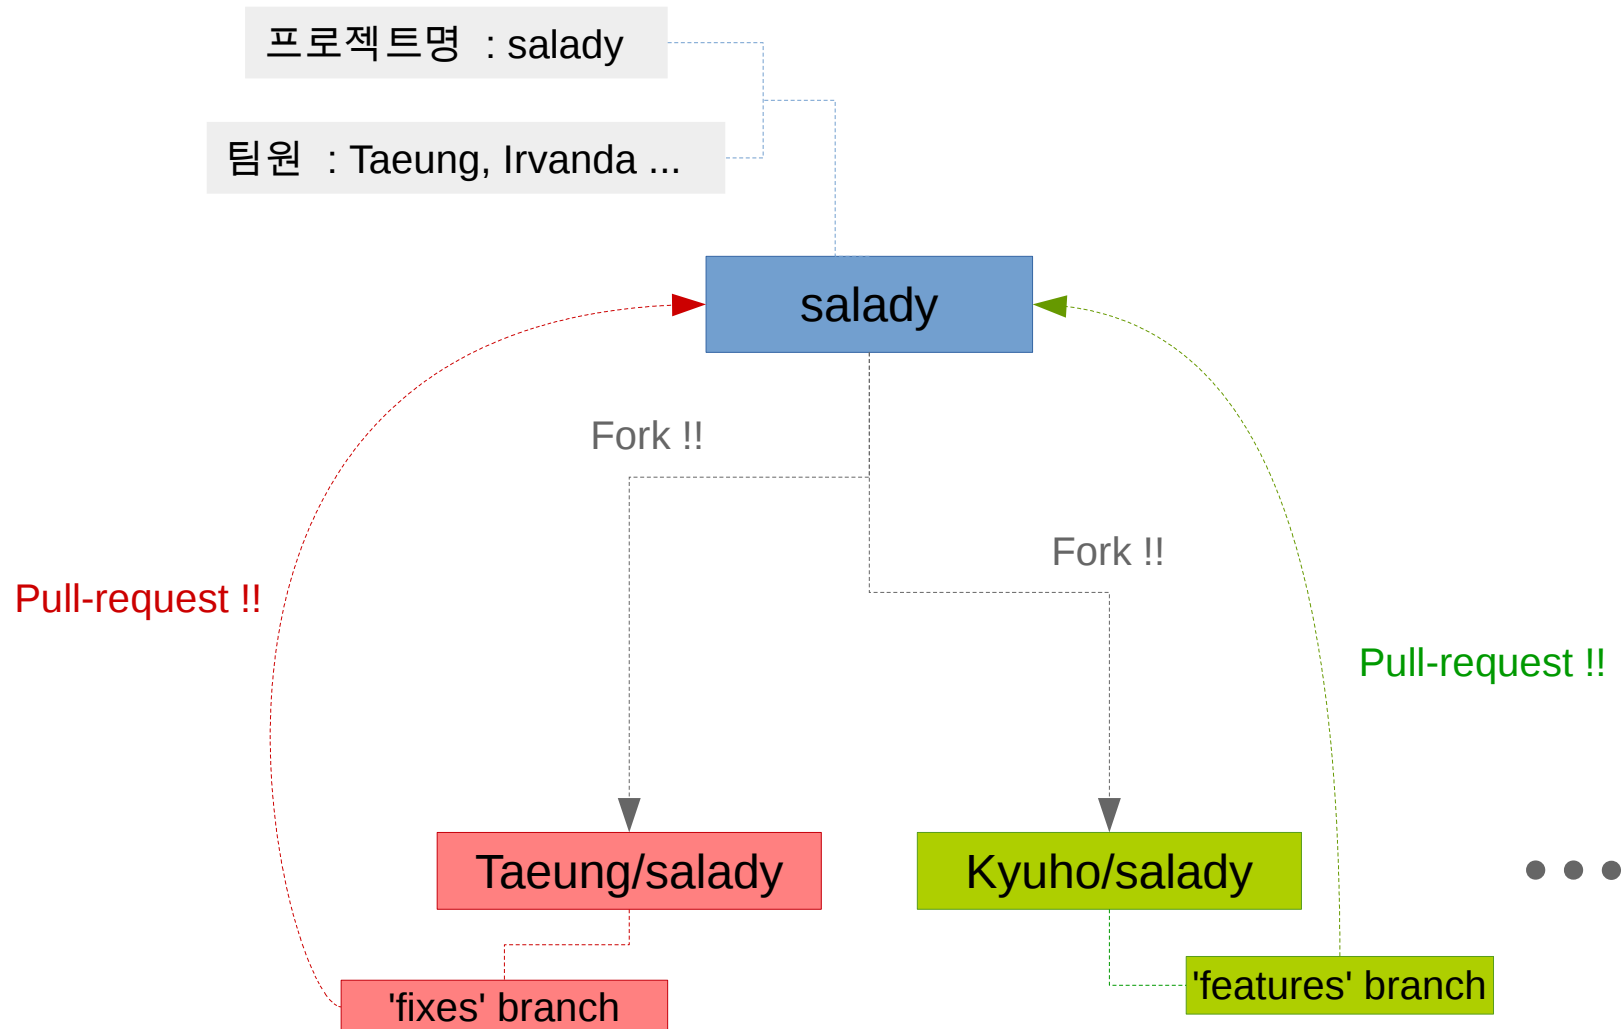 프로젝트명 : salady
팀원 : Taeung, Irvanda ...
salady
Fork !!
Fork !!
Pull-request !!
Pull-request !!
Taeung/salady
Kyuho/salady
'features' branch
'fixes' branch